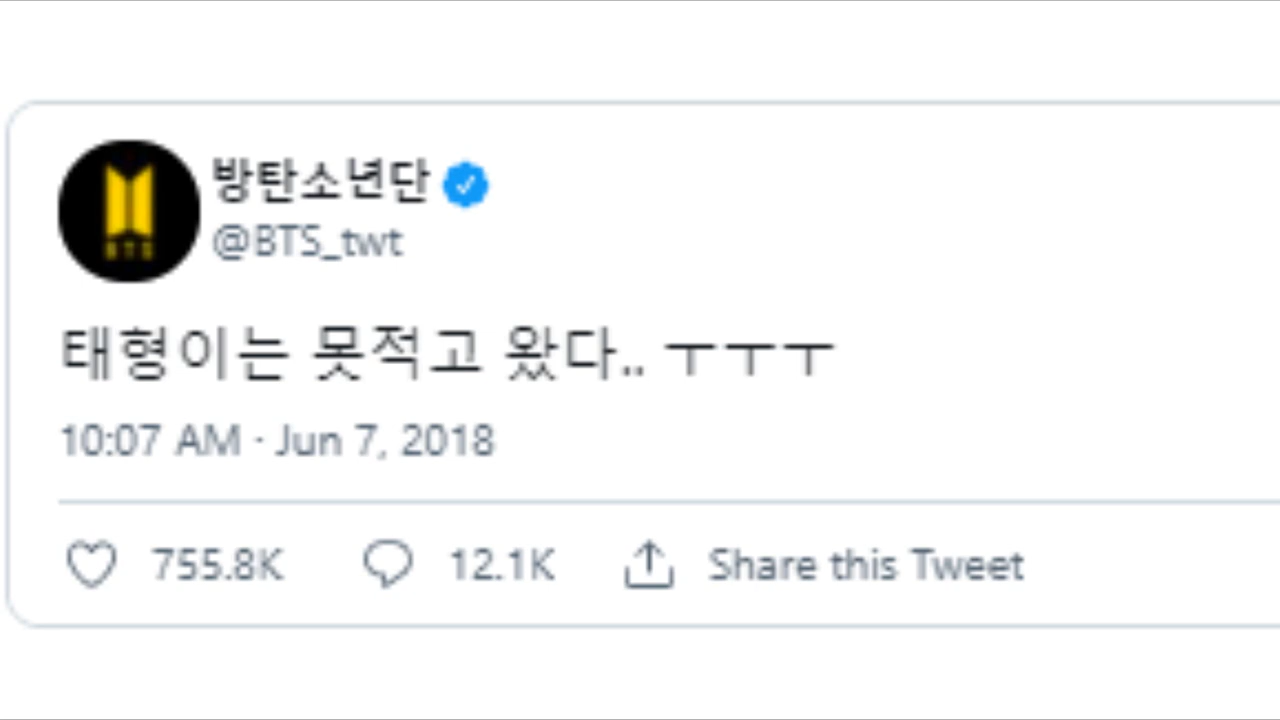 BTS
방탄소년단
@BTS_twt
태형이는 못적고 왔다.. ㅜㅜㅜ
10:07 AM · Jun 7, 2018
755.8K 12.1K Share this Tweet